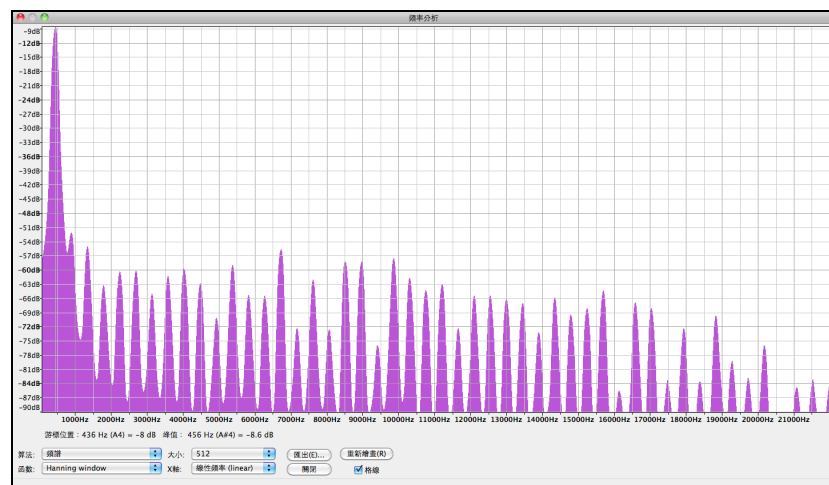 頻率分析
-9dB
-12dB
-15dB
-18dB
-21dB
-24dB
-27dB
-30dB
-33dB
-36dB
-39dB
-42dB
-45dB
-48dB
-51dB
-54dB
-57dB
-60dB
-63dB
-66dB
-69dB
-72dB
-75dB
-78dB
-81dB
-84dB
-87dB
-90dB
1000Hz 2000Hz 3000Hz 4000Hz 5000Hz 6000Hz 7000Hz 8000Hz 9000Hz 10000Hz 11000Hz 12000Hz 13000Hz 14000Hz 15000Hz 16000Hz 17000Hz 18000Hz 19000Hz 20000Hz 21000Hz
游標位置：436 Hz (A4) = -8 dB 峰值： 456 Hz (A#4) = -8.6 dB
算法: 頻譜 大小: 512 匯出(E)... 重新繪畫(R)
函數: Hanning window X軸: 線性頻率 (linear) 關閉 格線